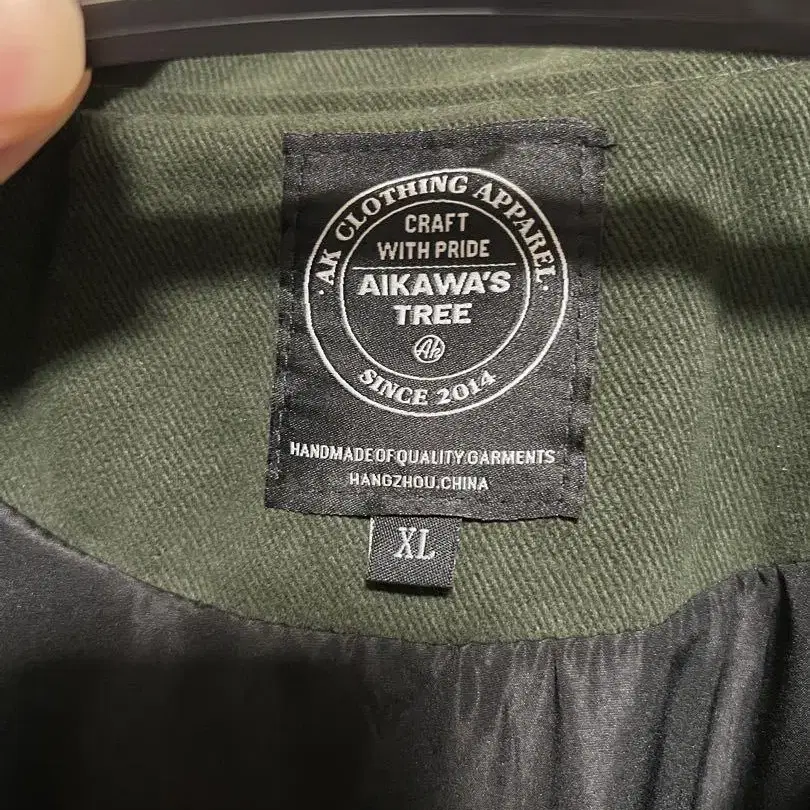 · AK CLOTHING APPAREL ·
CRAFT
WITH PRIDE
AIKAWA'S
TREE
Ak
SINCE 2014
HANDMADE OF QUALITY.GARMENTS
HANGZHOU.CHINA
XL